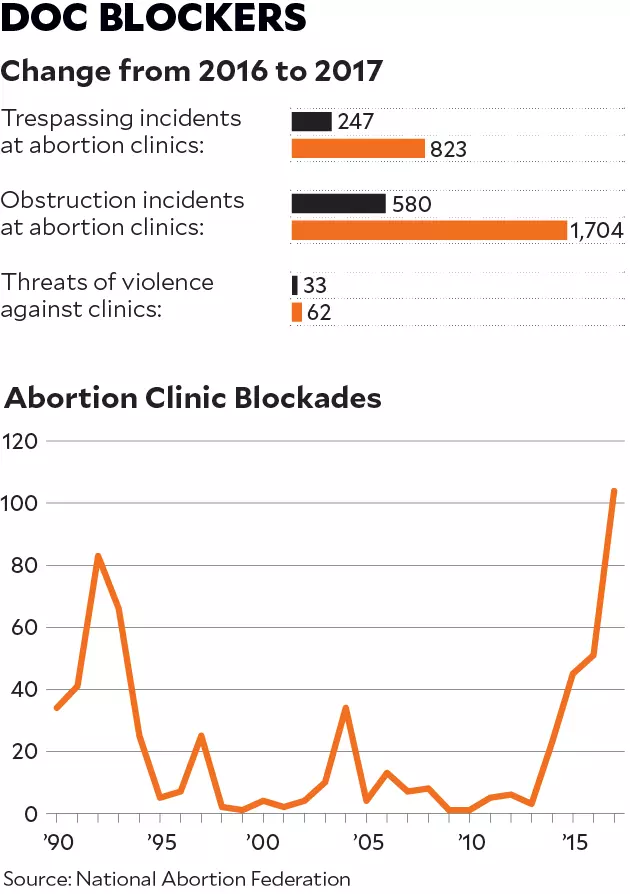 DOC BLOCKERS
Change from 2016 to 2017
Trespassing incidents
at abortion clinics:
247
823
Obstruction incidents
at abortion clinics:
580
1,704
Threats of violence
against clinics:
33
62
Abortion Clinic Blockades
120
100
80
60
40
20
0
’90 ’95 ’00 ’05 ’10 ’15
Source: National Abortion Federation